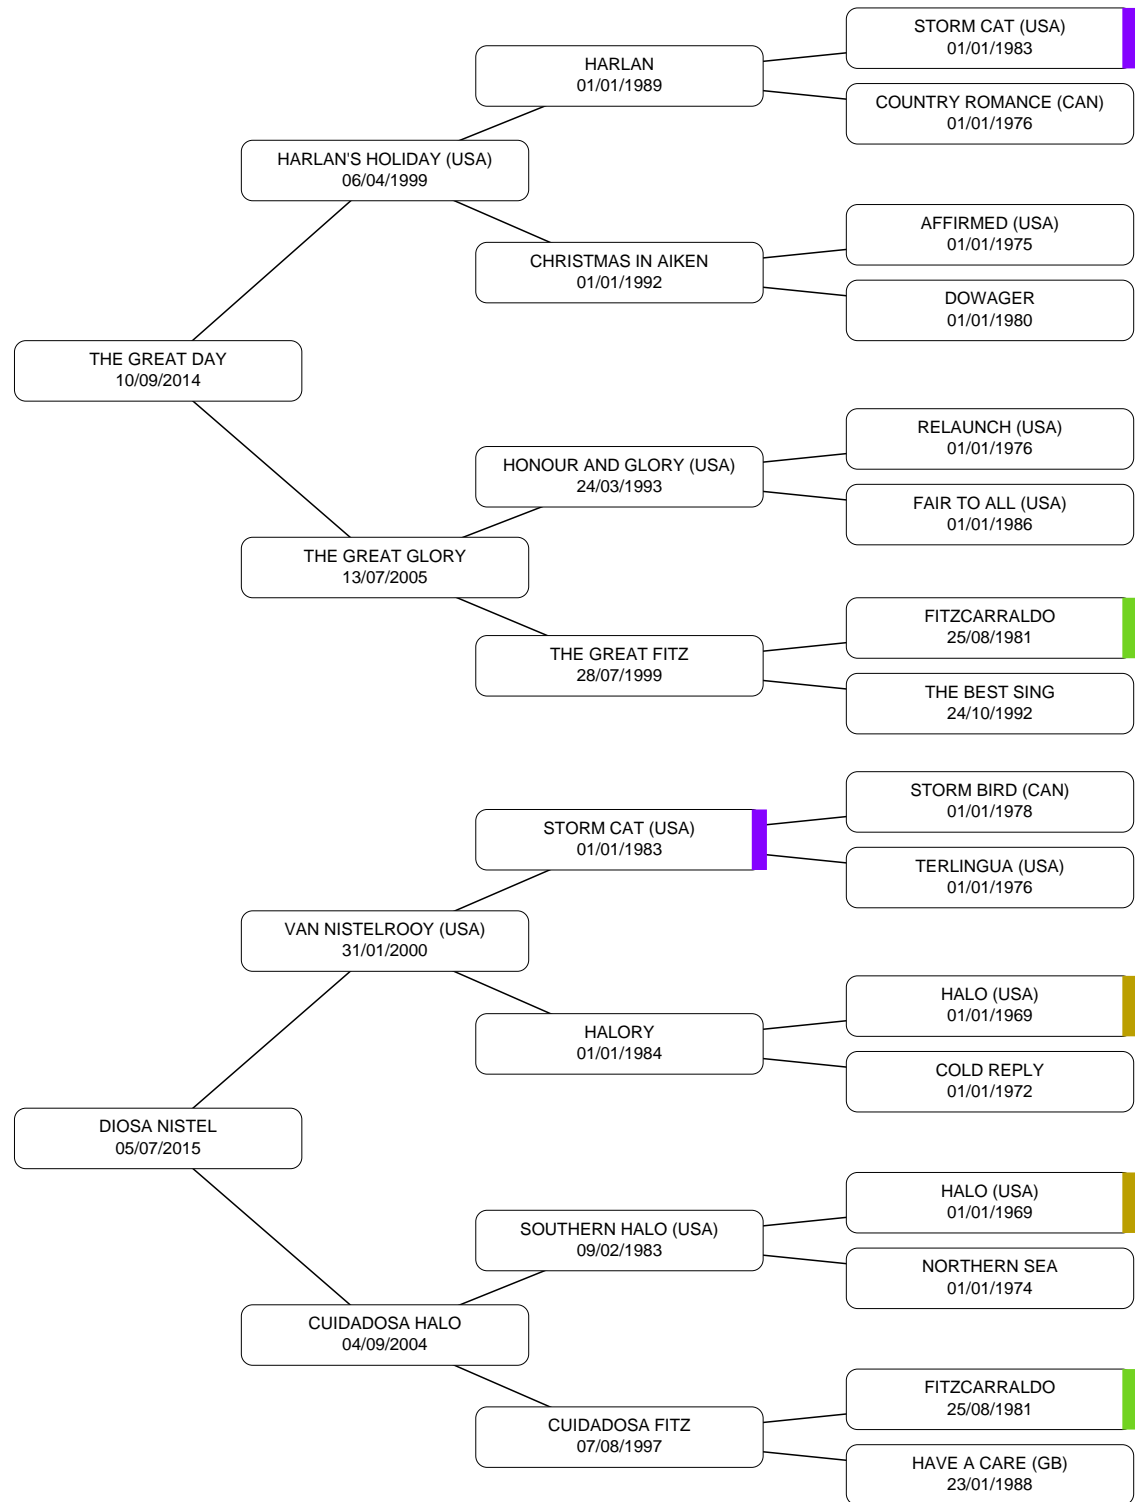 STORM CAT (USA)
01/01/1983
HARLAN
01/01/1989
COUNTRY ROMANCE (CAN)
01/01/1976
HARLAN'S HOLIDAY (USA)
06/04/1999
AFFIRMED (USA)
01/01/1975
CHRISTMAS IN AIKEN
01/01/1992
DOWAGER
01/01/1980
THE GREAT DAY
10/09/2014
RELAUNCH (USA)
01/01/1976
HONOUR AND GLORY (USA)
24/03/1993
FAIR TO ALL (USA)
01/01/1986
THE GREAT GLORY
13/07/2005
FITZCARRALDO
25/08/1981
THE GREAT FITZ
28/07/1999
THE BEST SING
24/10/1992
STORM BIRD (CAN)
01/01/1978
STORM CAT (USA)
01/01/1983
TERLINGUA (USA)
01/01/1976
VAN NISTELROOY (USA)
31/01/2000
HALO (USA)
01/01/1969
HALORY
01/01/1984
COLD REPLY
01/01/1972
DIOSA NISTEL
05/07/2015
HALO (USA)
01/01/1969
SOUTHERN HALO (USA)
09/02/1983
NORTHERN SEA
01/01/1974
CUIDADOSA HALO
04/09/2004
FITZCARRALDO
25/08/1981
CUIDADOSA FITZ
07/08/1997
HAVE A CARE (GB)
23/01/1988